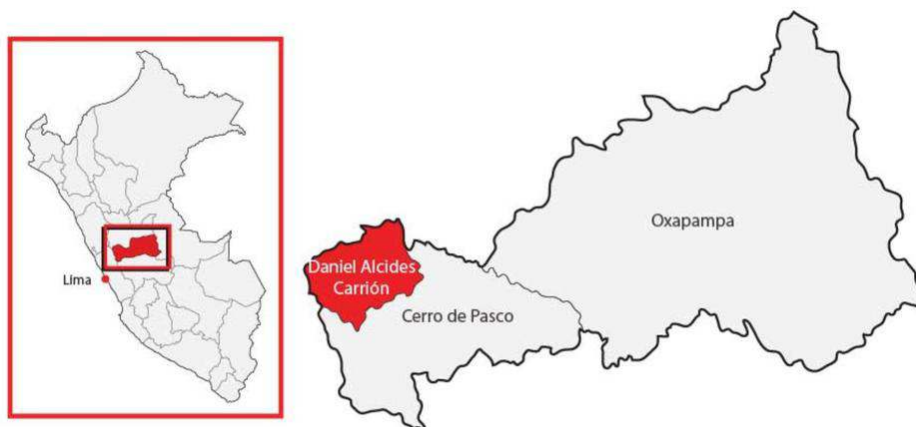 Lima
Oxapampa
Daniel Alcides
Carrión
Cerro de Pasco